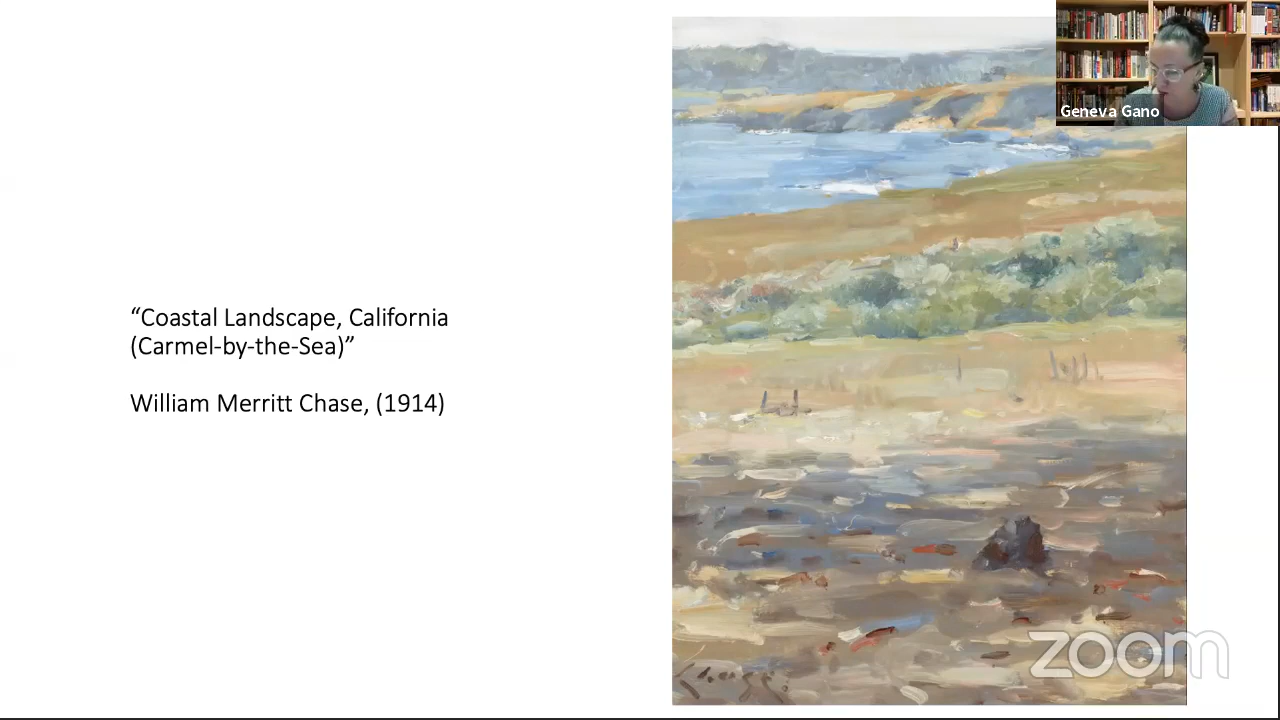 “Coastal Landscape, California
(Carmel-by-the-Sea)”
William Merritt Chase, (1914)
Geneva Gano
zoom